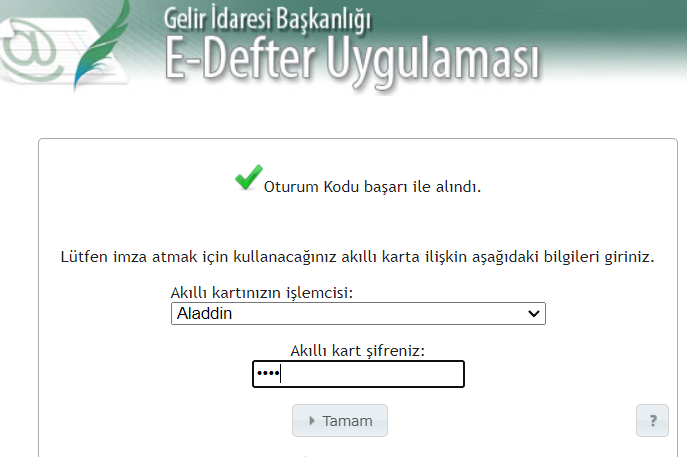 Gelir İdaresi Başkanlığı
E-Defter Uygulaması
Oturum Kodu başarı ile alındı.
Lütfen imza atmak için kullanacağınız akıllı karta ilişkin aşağıdaki bilgileri giriniz.
Akıllı kartınızın işlemcisi:
Aladdin
Akıllı kart şifreniz:
••••
Tamam
?